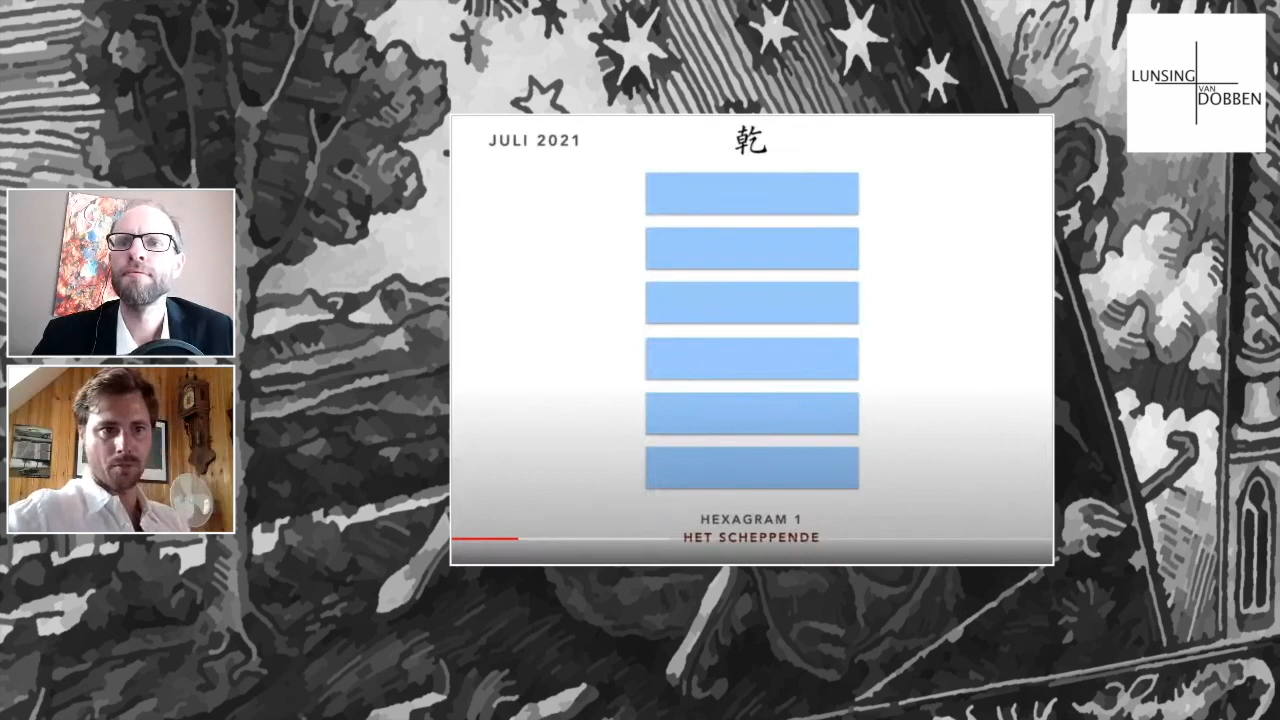 JULI 2021
乾
HEXAGRAM 1
HET SCHEPPENDE
LUNSING
VAN
DOBBEN